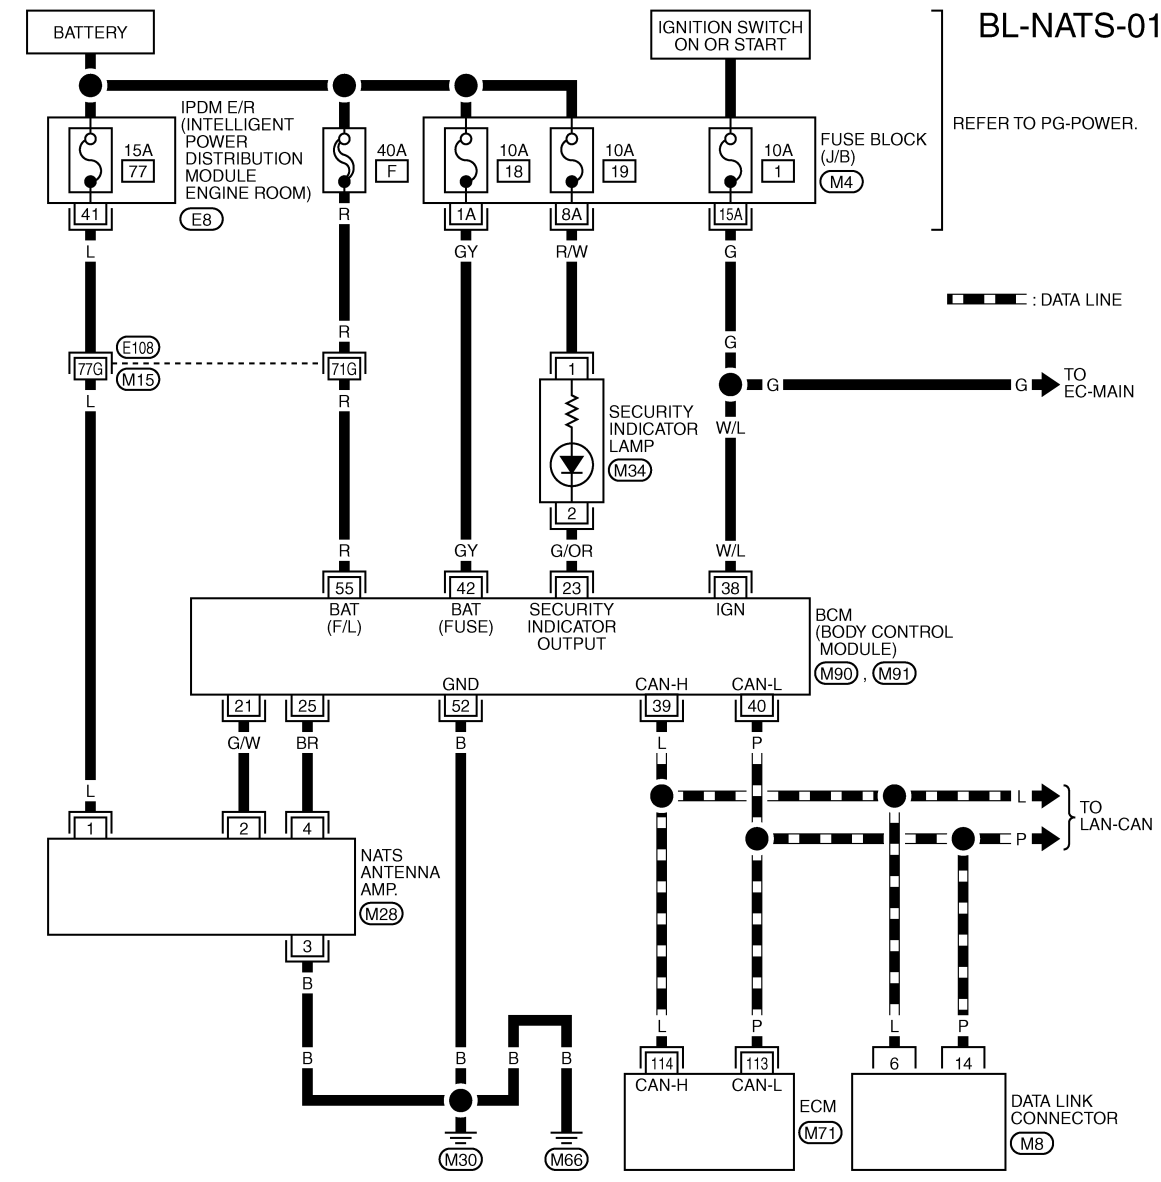 BL-NATS-01
BATTERY
IGNITION SWITCH
ON OR START
IPDM E/R
(INTELLIGENT
POWER
DISTRIBUTION
MODULE
ENGINE ROOM)
E8
15A
77
40A
F
10A
18
10A
19
10A
1
FUSE BLOCK
(J/B)
M4
REFER TO PG-POWER.
41
1A
8A
15A
R
L
GY
R/W
G
: DATA LINE
R
G
E108
77G
M15
71G
1
L
R
G
G
TO
EC-MAIN
SECURITY
INDICATOR
LAMP
M34
W/L
2
R
GY
G/OR
W/L
55
42
23
38
BAT
(F/L)
BAT
(FUSE)
SECURITY
INDICATOR
OUTPUT
IGN
BCM
(BODY CONTROL
MODULE)
M90 , M91
GND
CAN-H
CAN-L
21
25
52
39
40
G/W
BR
B
L
P
L
L
TO
LAN-CAN
P
1
2
4
NATS
ANTENNA
AMP.
M28
3
B
L
P
L
P
B
B
B
B
114
113
6
14
CAN-H
CAN-L
ECM
M71
DATA LINK
CONNECTOR
M8
M30
M66